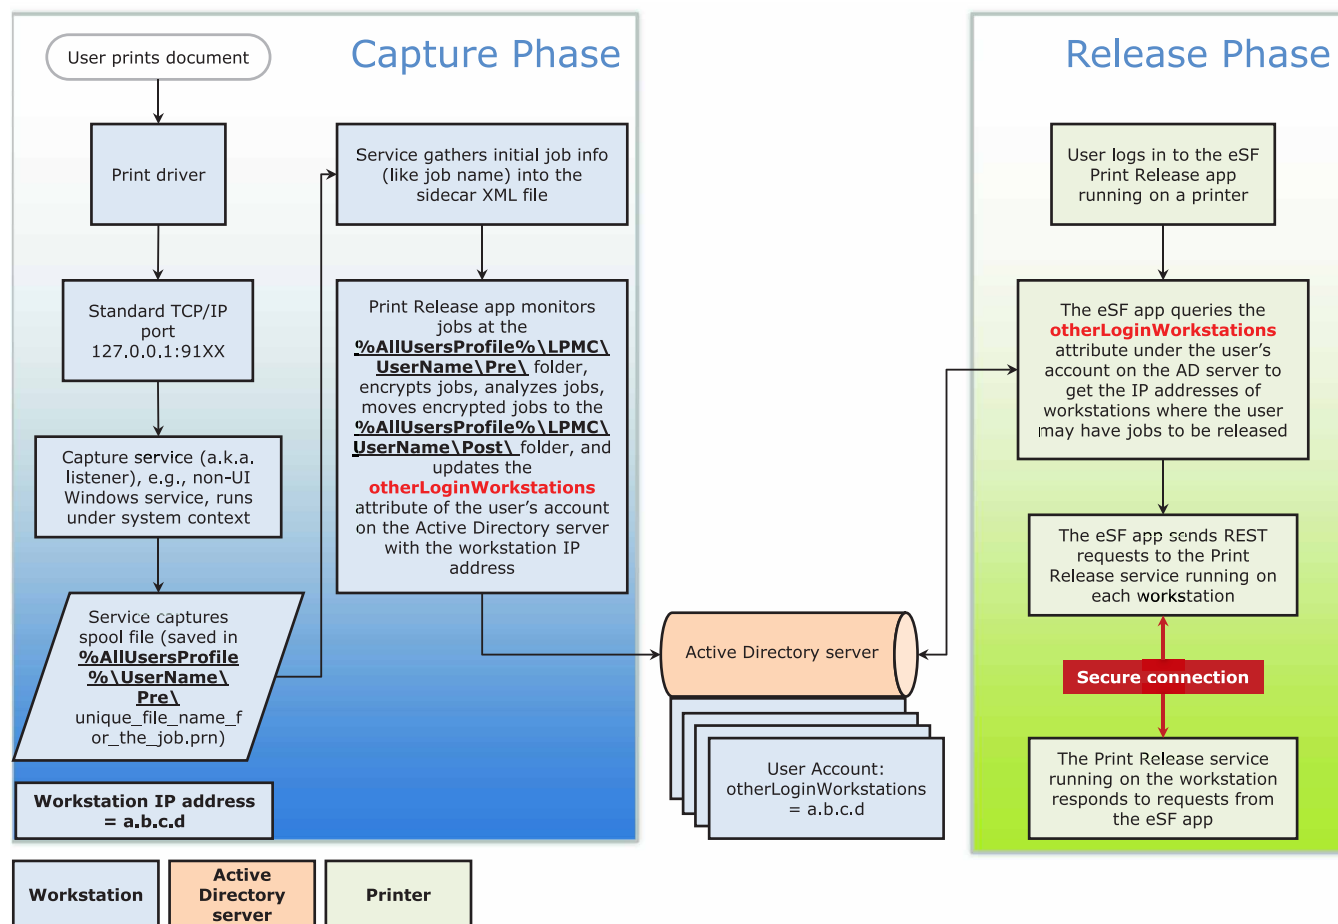 Capture Phase
User prints document
Print driver
Standard TCP/IP
port
127.0.0.1:91XX
Capture service (a.k.a.
listener), e.g., non-UI
Windows service, runs
under system context
Service captures
spool file (saved in
%AllUsersProfile
%\UserName\
Pre\
unique_file_name_f
or_the_job.prn)
Workstation IP address
= a.b.c.d
Service gathers initial job info
(like job name) into the
sidecar XML file
Print Release app monitors
jobs at the
%AllUsersProfile%\LPMC\
UserName\Pre\ folder,
encrypts jobs, analyzes jobs,
moves encrypted jobs to the
%AllUsersProfile%\LPMC\
UserName\Post\ folder, and
updates the
otherLoginWorkstations
attribute of the user's account
on the Active Directory server
with the workstation IP
address
Active Directory server
User Account:
otherLoginWorkstations
= a.b.c.d
Release Phase
User logs in to the eSF
Print Release app
running on a printer
The eSF app queries the
otherLoginWorkstations
attribute under the user's
account on the AD server to
get the IP addresses of
workstations where the user
may have jobs to be released
The eSF app sends REST
requests to the Print
Release service running on
each workstation
Secure connection
The Print Release service
running on the workstation
responds to requests from
the eSF app
Workstation
Active
Directory
server
Printer